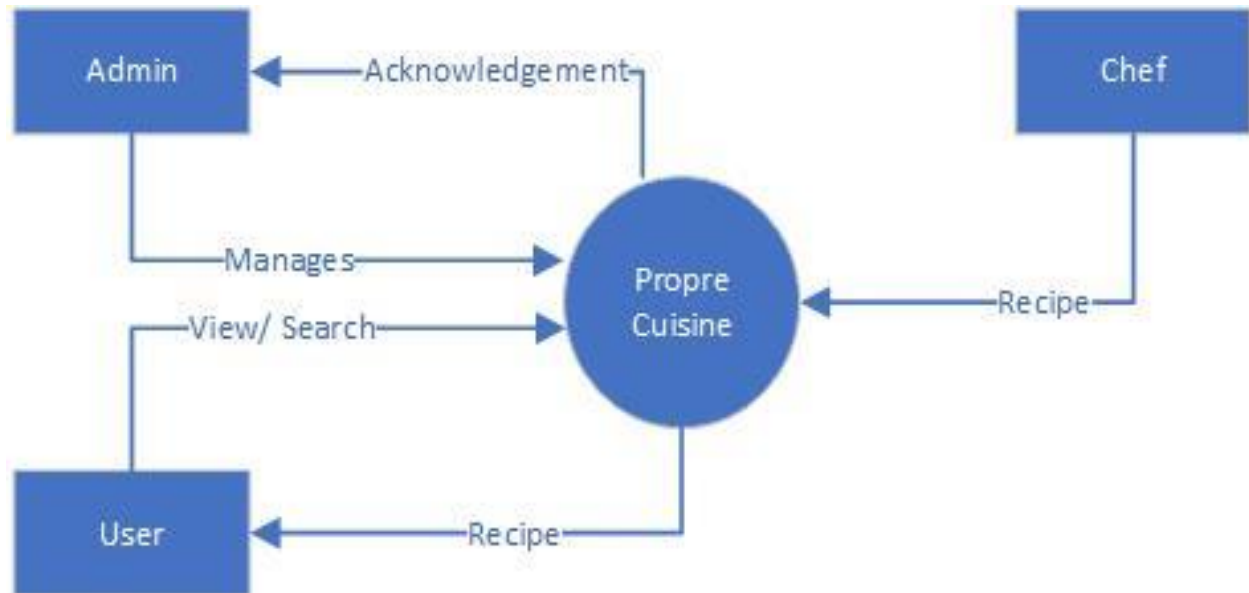 Admin
Acknowledgement
Chef
Manages
Propre
Cuisine
Recipe
View/ Search
User
Recipe